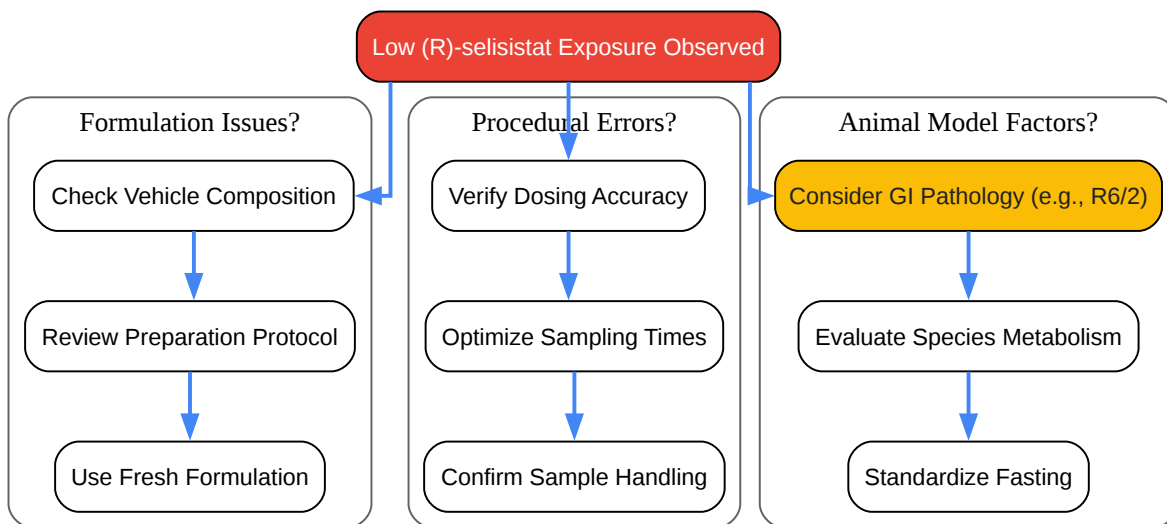 Low (R)-selisistat Exposure Observed
Formulation Issues?
Check Vehicle Composition
Review Preparation Protocol
Use Fresh Formulation
Procedural Errors?
Verify Dosing Accuracy
Optimize Sampling Times
Confirm Sample Handling
Animal Model Factors?
Consider GI Pathology (e.g., R6/2)
Evaluate Species Metabolism
Standardize Fasting